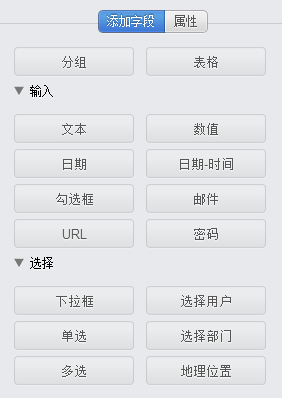 添加字段 属性
分组 表格
输入
文本 数值
日期 日期-时间
勾选框 邮件
URL 密码
选择
下拉框 选择用户
单选 选择部门
多选 地理位置